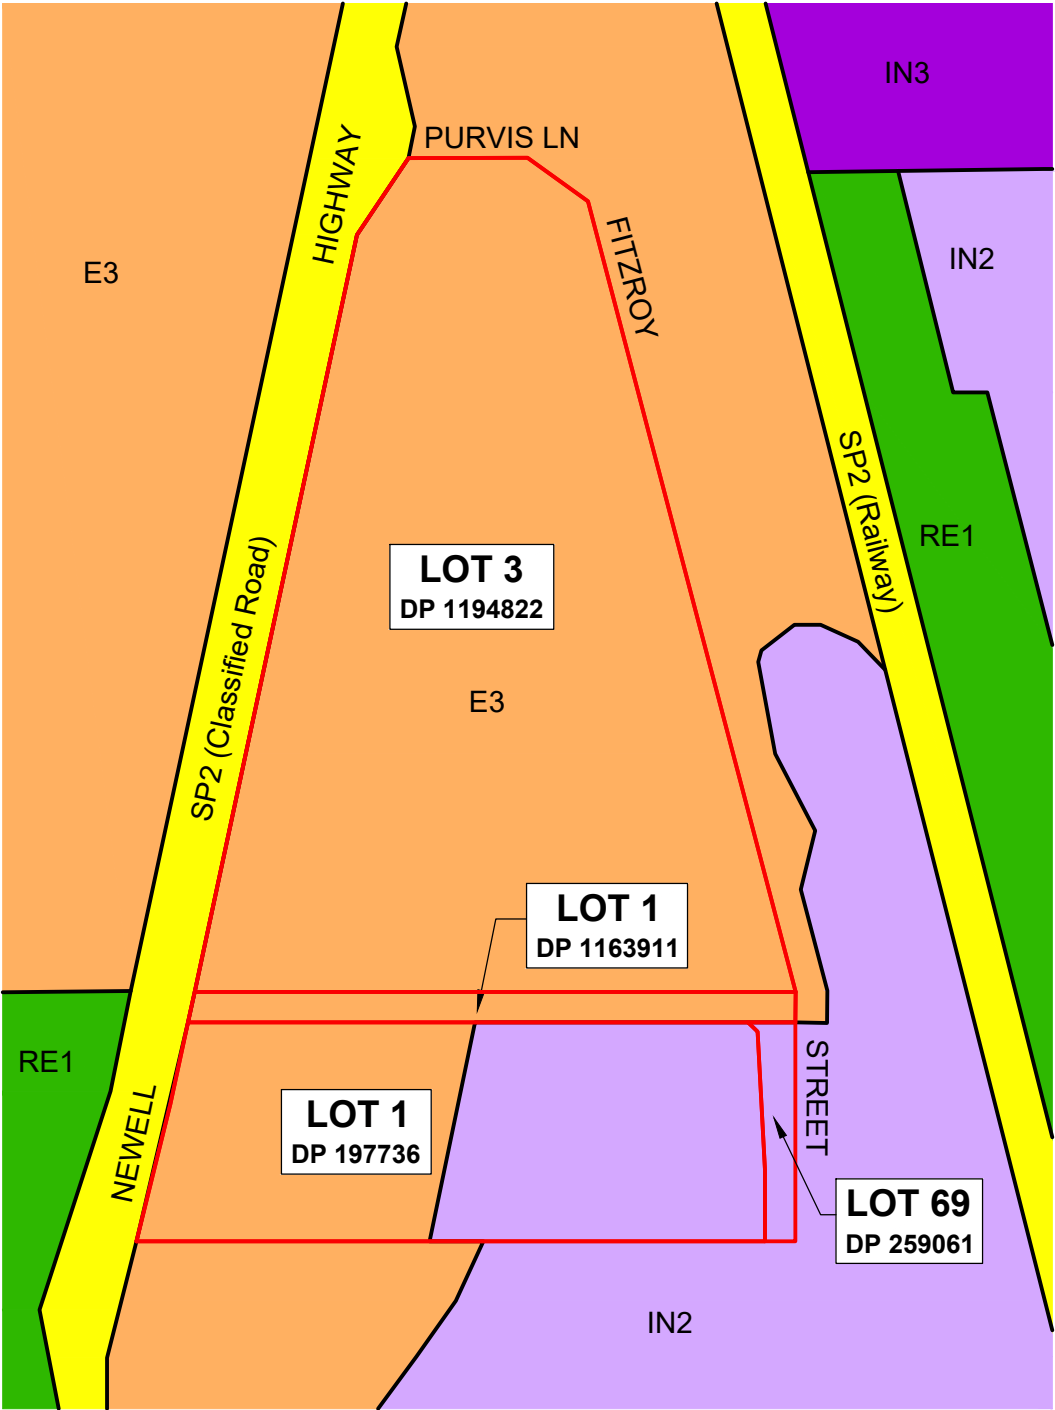 IN3
PURVIS LN
HIGHWAY
FITZROY
IN2
E3
SP2 (Railway)
RE1
SP2 (Classified Road)
LOT 3
DP 1194822
E3
LOT 1
DP 1163911
RE1
STREET
NEWELL
LOT 1
DP 197736
LOT 69
DP 259061
IN2